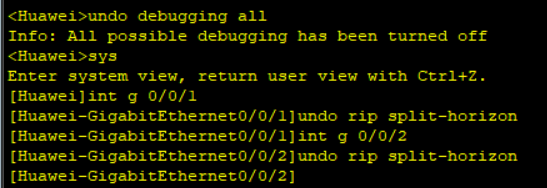 <Huawei>undo debugging all
Info: All possible debugging has been turned off
<Huawei>sys
Enter system view, return user view with Ctrl+Z.
[Huawei]int g 0/0/1
[Huawei-GigabitEthernet0/0/1]undo rip split-horizon
[Huawei-GigabitEthernet0/0/1]int g 0/0/2
[Huawei-GigabitEthernet0/0/2]undo rip split-horizon
[Huawei-GigabitEthernet0/0/2]